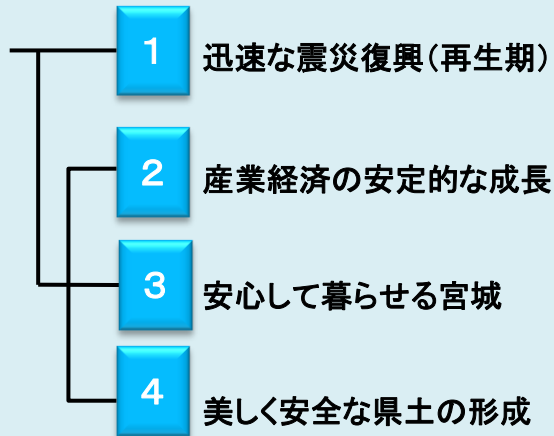 1 迅速な震災復興（再生期）
2 産業経済の安定的な成長
3 安心して暮らせる宮城
4 美しく安全な県土の形成